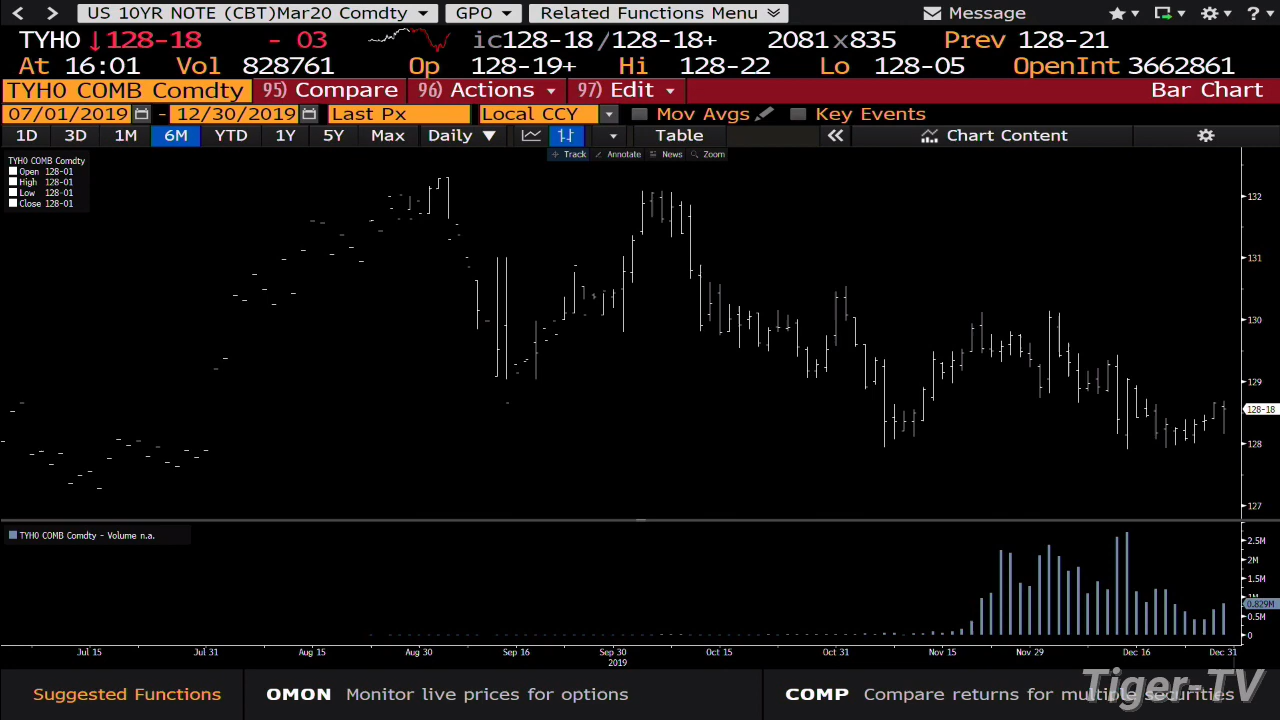 US 10YR NOTE (CBT)Mar20 Comdty GPO Related Functions Menu Message ?
TYH0 ↓128-18 - 03 ic128-18/128-18+ 2081x835 Prev 128-21
At 16:01 Vol 828761 Op 128-19+ Hi 128-22 Lo 128-05 OpenInt 3662861
TYH0 COMB Comdty 95) Compare 96) Actions 97) Edit Bar Chart
07/01/2019 - 12/30/2019 Last Px Local CCY Mov Avgs Key Events
1D 3D 1M 6M YTD 1Y 5Y Max Daily ▼ Table « Chart Content
Track Annotate News Zoom
TYH0 COMB Comdty
Open 128-01
High 128-01
Low 128-01
Close 128-01
132
131
130
129
128-18
128
127
TYH0 COMB Comdty - Volume n.a.
2.5M
2M
1.5M
1M
0.829M
0.5M
0
Jul 15 Jul 31 Aug 15 Aug 30 Sep 16 Sep 30 Oct 15 Oct 31 Nov 15 Nov 29 Dec 16 Dec 31
2019
Suggested Functions OMON Monitor live prices for options COMP Compare returns for multiple securities
Tiger-TV